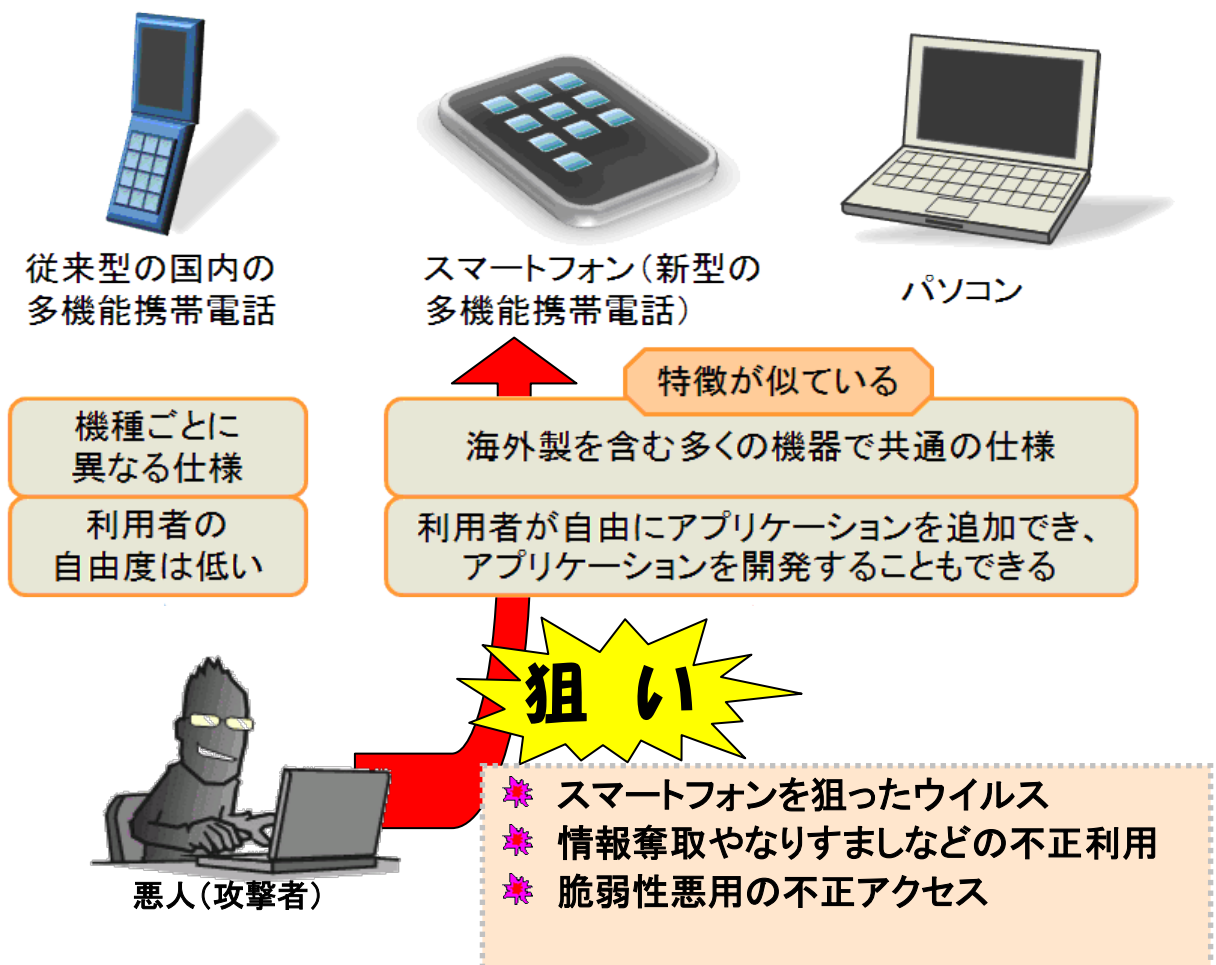 従来型の国内の
多機能携帯電話
スマートフォン（新型の
多機能携帯電話）
パソコン
特徴が似ている
機種ごとに
異なる仕様
海外製を含む多くの機器で共通の仕様
利用者の
自由度は低い
利用者が自由にアプリケーションを追加でき、
アプリケーションを開発することもできる
狙い
悪人（攻撃者）
スマートフォンを狙ったウイルス
情報奪取やなりすましなどの不正利用
脆弱性悪用の不正アクセス